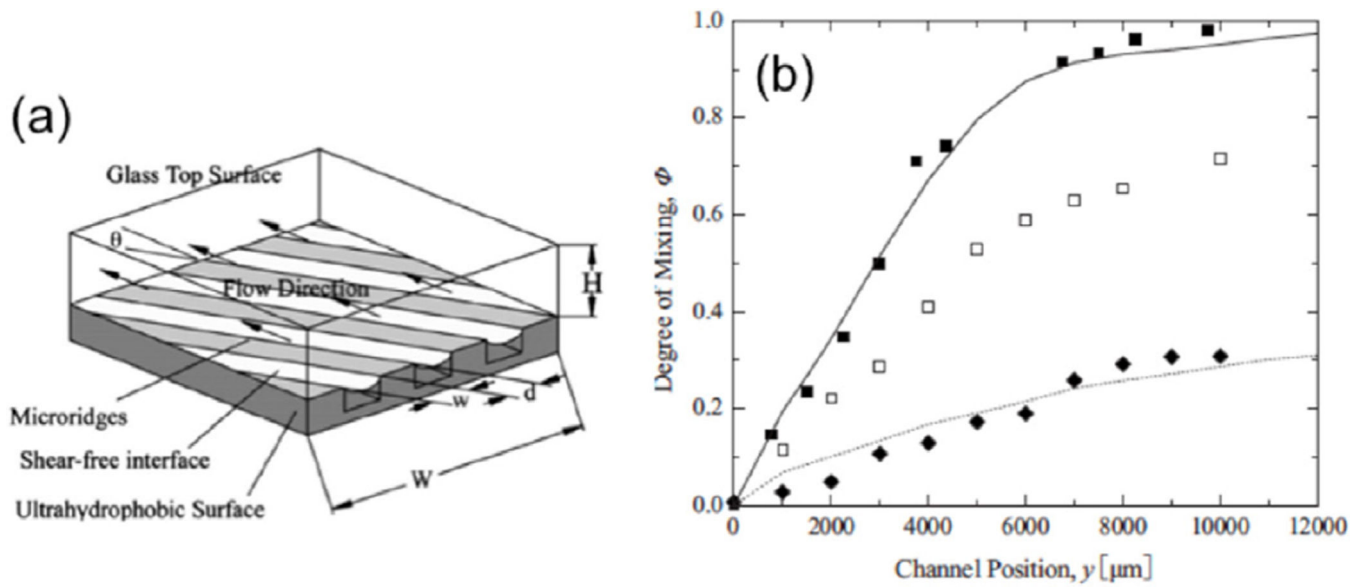 (a)
Glass Top Surface
θ
Flow Direction
H
w
d
W
Microridges
Shear-free interface
Ultrahydrophobic Surface
(b)
1.0
0.8
0.6
0.4
0.2
0.0
Degree of Mixing, Φ
0 2000 4000 6000 8000 10000 12000
Channel Position, y [µm]